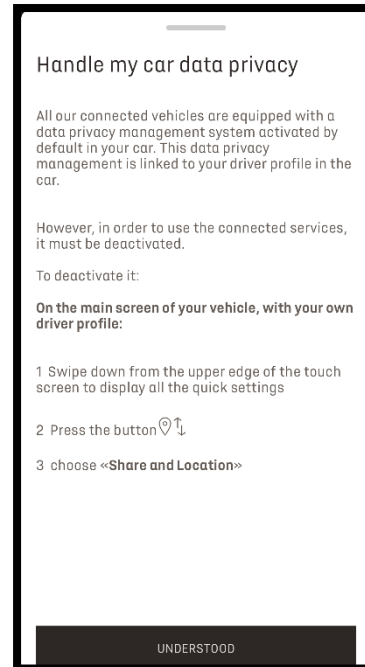 Handle my car data privacy
All our connected vehicles are equipped with a
data privacy management system activated by
default in your car. This data privacy
management is linked to your driver profile in the
car.
However, in order to use the connected services,
it must be deactivated.
To deactivate it:
On the main screen of your vehicle, with your own
driver profile:
1 Swipe down from the upper edge of the touch
screen to display all the quick settings
2 Press the button
3 choose «Share and Location»
UNDERSTOOD